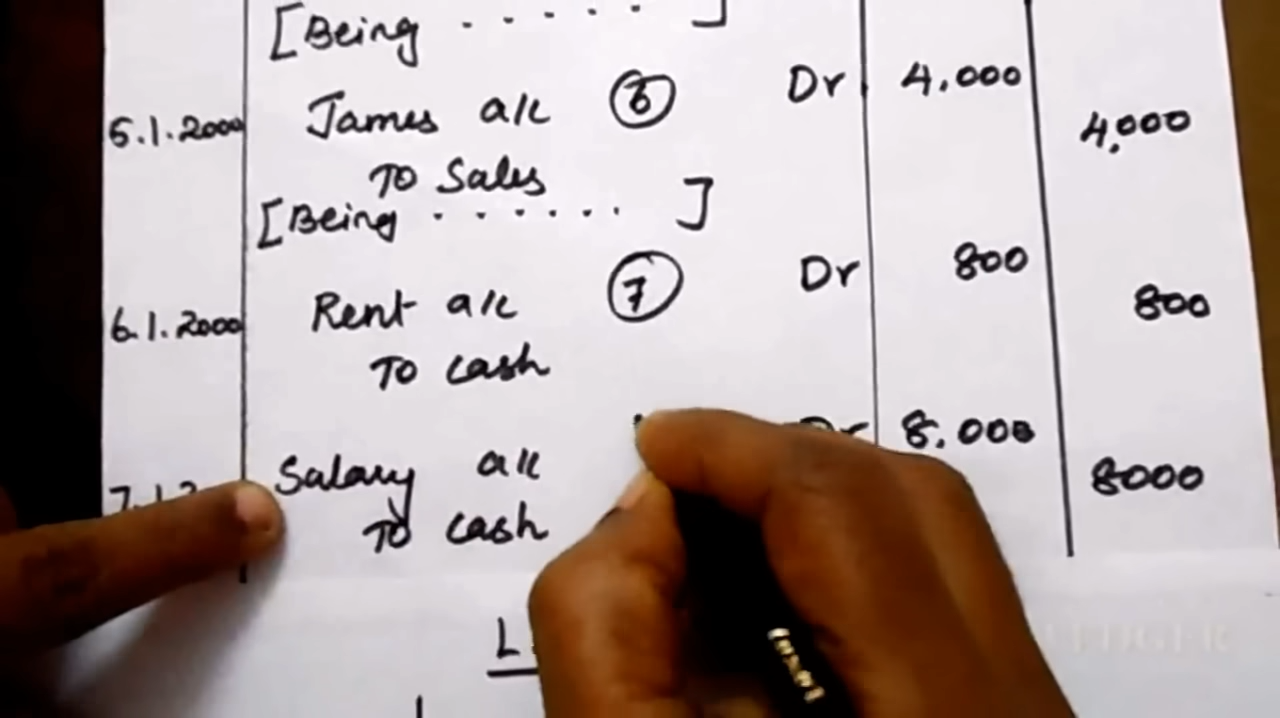 [Being . . . . . ]
Dr 4,000
5.1.2000 James a/c ⑥ 4,000
To Sales
[Being . . . . . . ]
Dr 800
6.1.2000 Rent a/c ⑦ 800
To cash
Dr 8,000
Salary a/c 8000
To cash
L